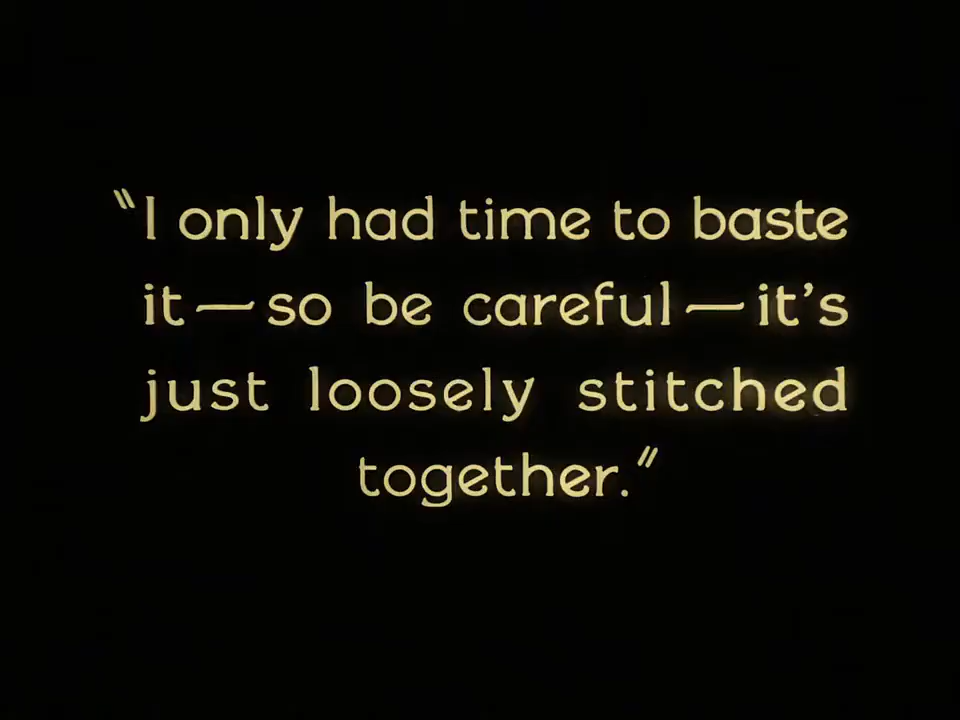 "I only had time to baste
it—so be careful—it's
just loosely stitched
together."